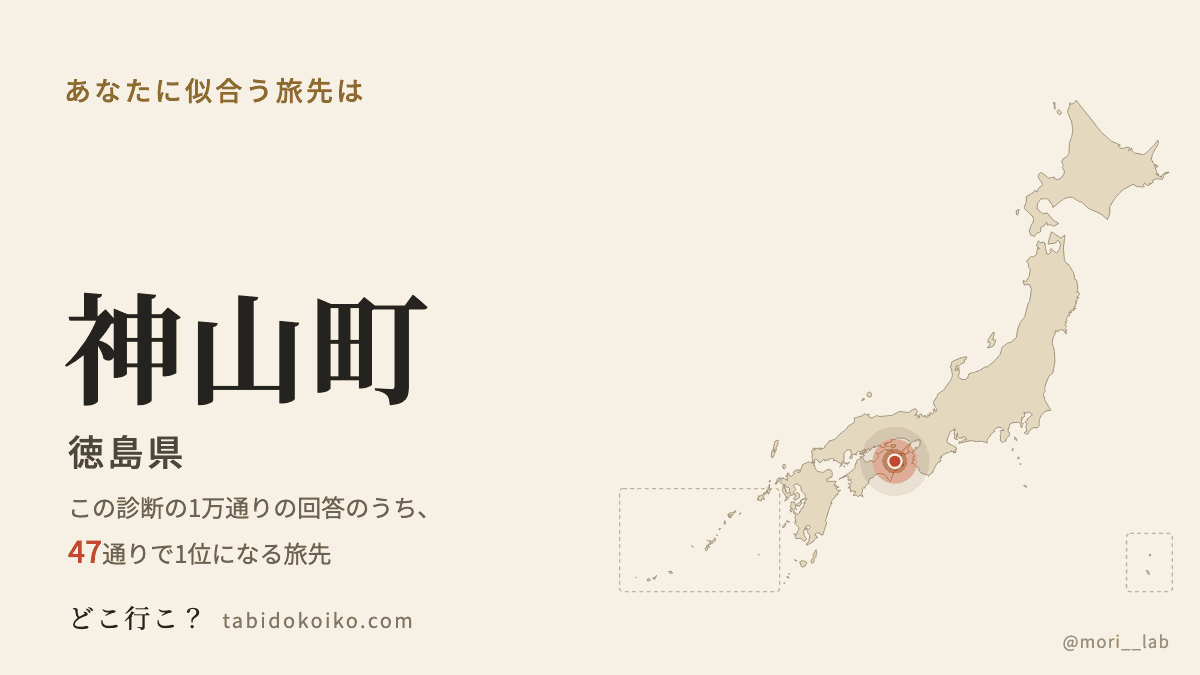 あなたに似合う旅先は
神山町
徳島県
この診断の1万通りの回答のうち、
47通りで1位になる旅先
どこ行こ? tabidokoiko.com
@mori__lab